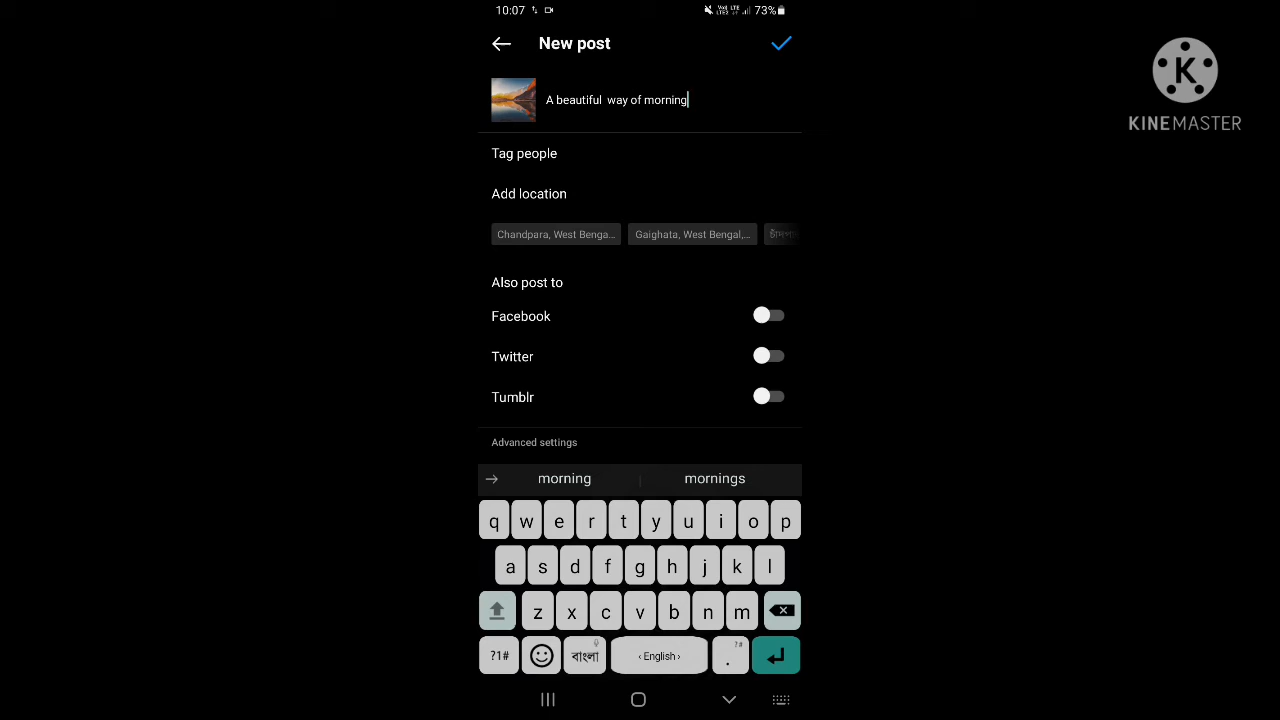 10:07 73%
New post
A beautiful way of morning
Tag people
Add location
Chandpara, West Benga... Gaighata, West Bengal,...
Also post to
Facebook
Twitter
Tumblr
Advanced settings
morning mornings
q w e r t y u i o p
a s d f g h j k l
z x c v b n m
?1# বাংলা ‹ English › . ?#
K
KINEMASTER